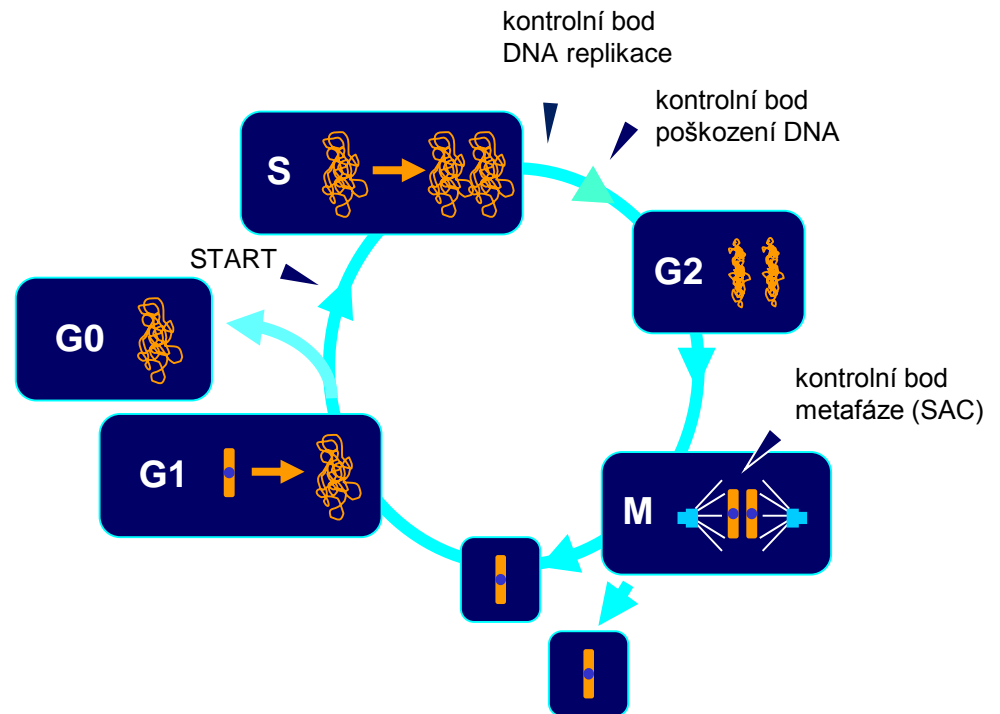 kontrolní bod
DNA replikace
kontrolní bod
poškození DNA
S
START
G2
G0
kontrolní bod
metafáze (SAC)
G1
M